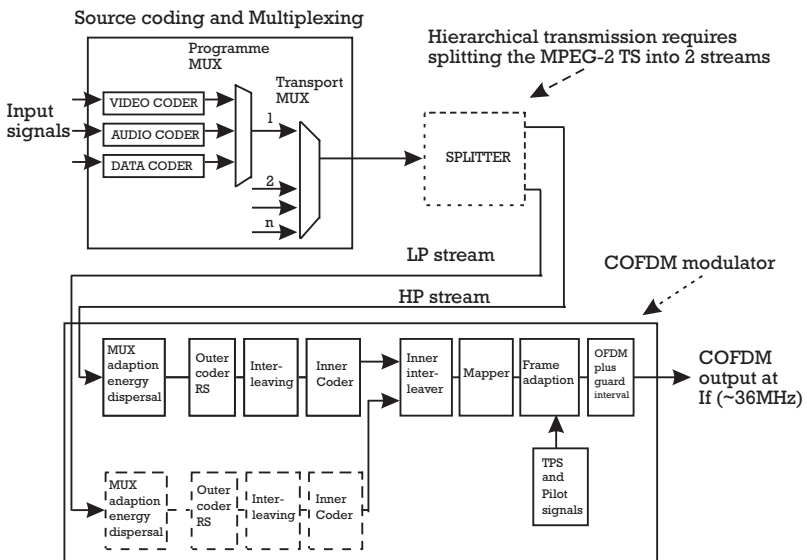 Source coding and Multiplexing
Hierarchical transmission requires
splitting the MPEG-2 TS into 2 streams
Programme
MUX
Transport
MUX
Input
signals
VIDEO CODER
AUDIO CODER
DATA CODER
1
2
n
SPLITTER
LP stream
HP stream
COFDM modulator
MUX
adaption
energy
dispersal
Outer
coder
RS
Inter-
leaving
Inner
Coder
Inner
inter-
leaver
Mapper
Frame
adaption
OFDM
plus
guard
interval
COFDM
output at
If (~36MHz)
TPS
and
Pilot
signals
MUX
adaption
energy
dispersal
Outer
coder
RS
Inter-
leaving
Inner
Coder